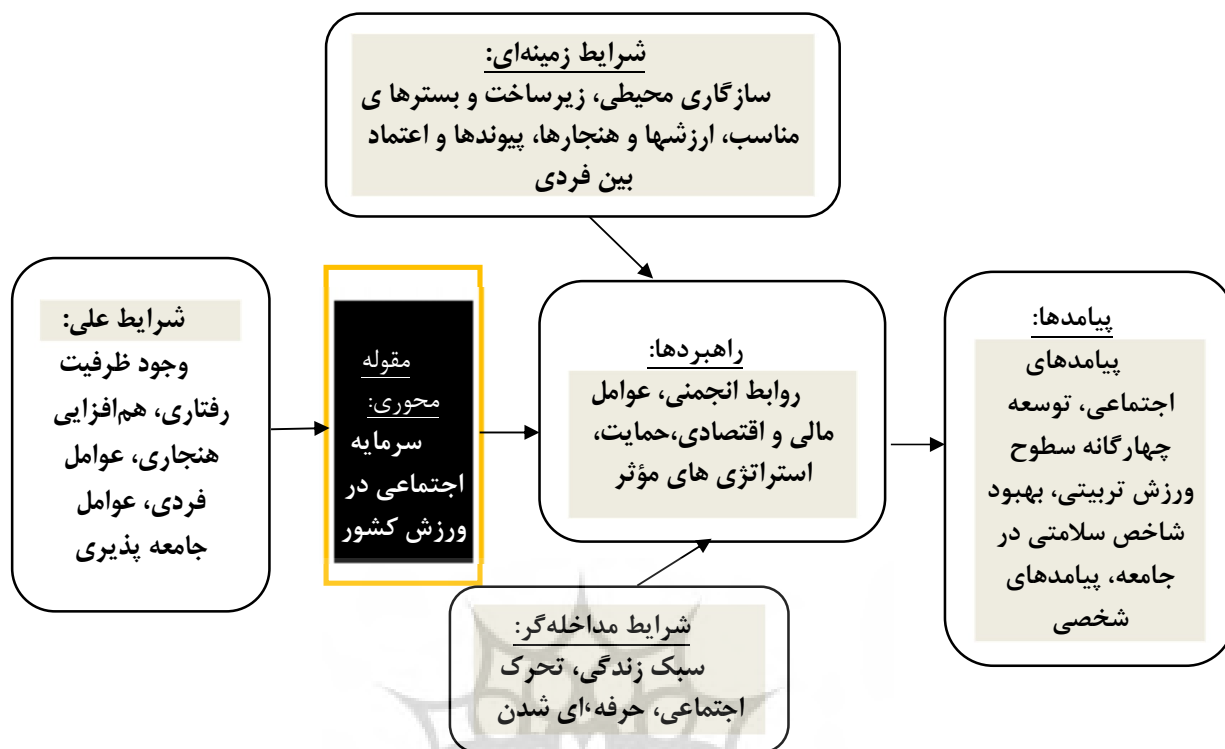 شرایط زمینه‌ای:
سازگاری محیطی، زیرساخت و بسترها ی
مناسب، ارزشها و هنجارها، پیوندها و اعتماد
بین فردی
شرایط علی:
وجود ظرفیت
رفتاری، هم‌افزایی
هنجاری، عوامل
فردی، عوامل
جامعه پذیری
مقوله
محوری:
سرمایه
اجتماعی در
ورزش کشور
راهبردها:
روابط انجمنی، عوامل
مالی و اقتصادی،حمایت،
استراتژی های مؤثر
پیامدها:
پیامدهای
اجتماعی، توسعه
چهارگانه سطوح
ورزش تربیتی، بهبود
شاخص سلامتی در
جامعه، پیامدهای
شخصی
شرایط مداخله‌گر:
سبک زندگی، تحرک
اجتماعی، حرفه‌ای شدن